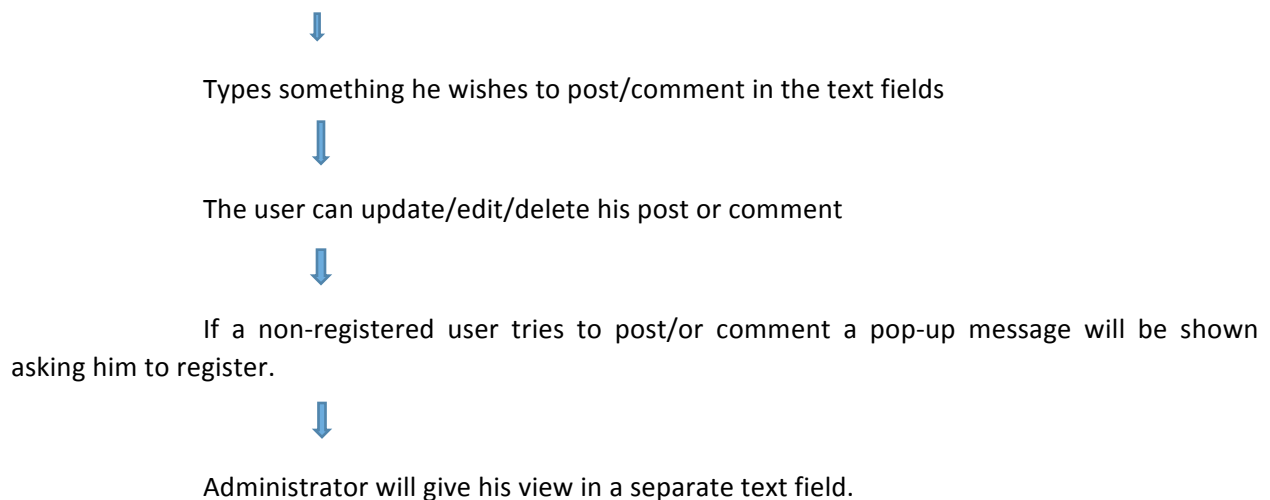 Types something he wishes to post/comment in the text fields
The user can update/edit/delete his post or comment
If a non-registered user tries to post/or comment a pop-up message will be shown
asking him to register.
Administrator will give his view in a separate text field.